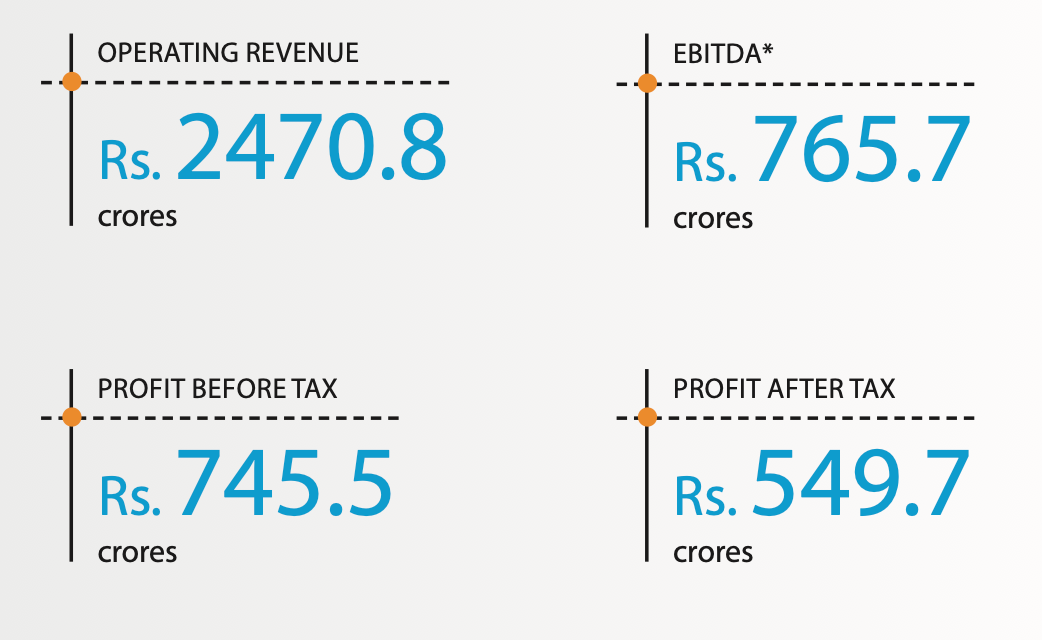 OPERATING REVENUE
Rs. 2470.8
crores
EBITDA*
Rs. 765.7
crores
PROFIT BEFORE TAX
Rs. 745.5
crores
PROFIT AFTER TAX
Rs. 549.7
crores